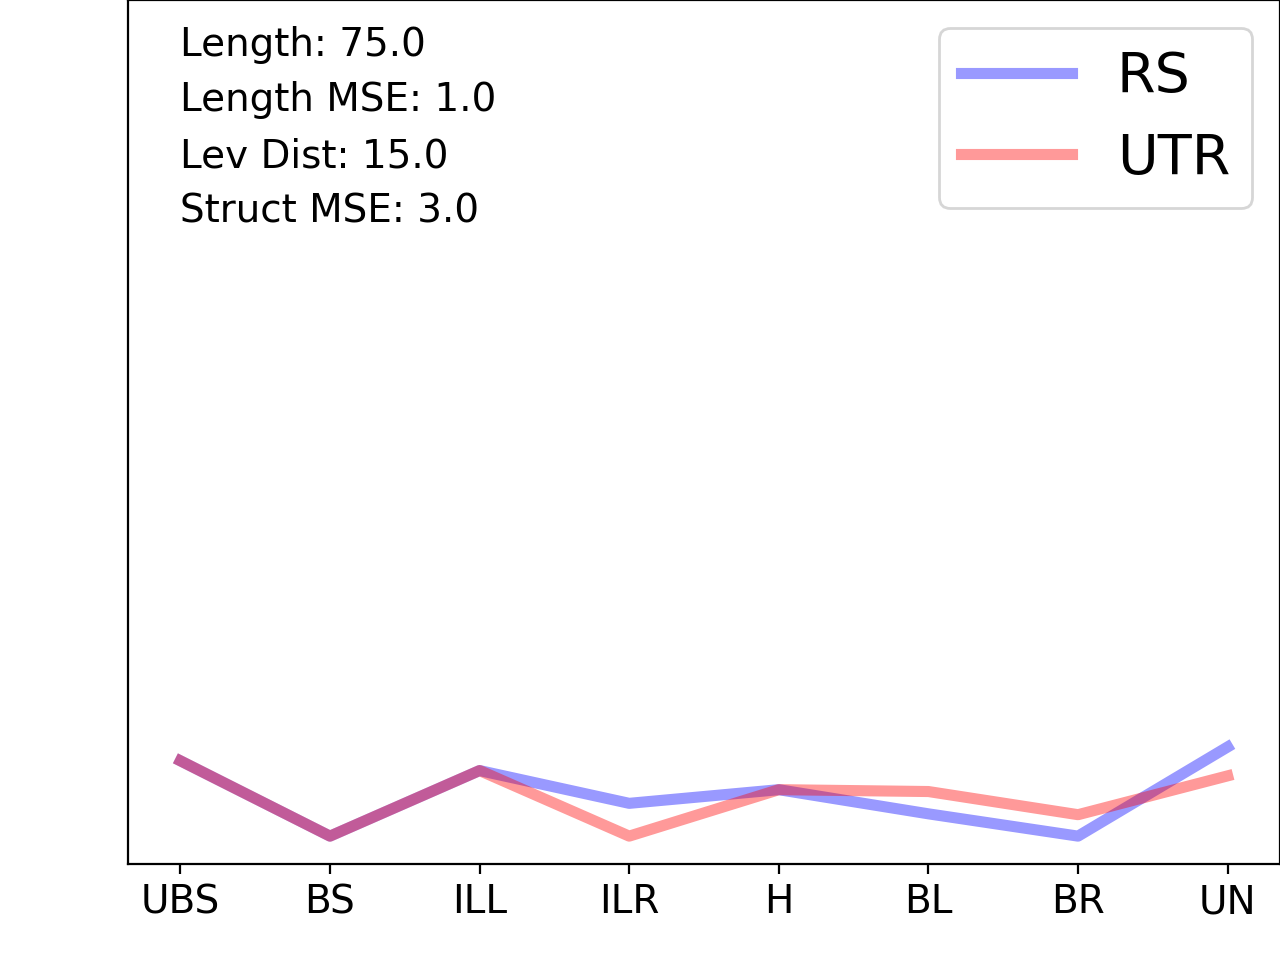 Length: 75.0
Length MSE: 1.0
Lev Dist: 15.0
Struct MSE: 3.0
RS
UTR
UBS BS ILL ILR H BL BR UN